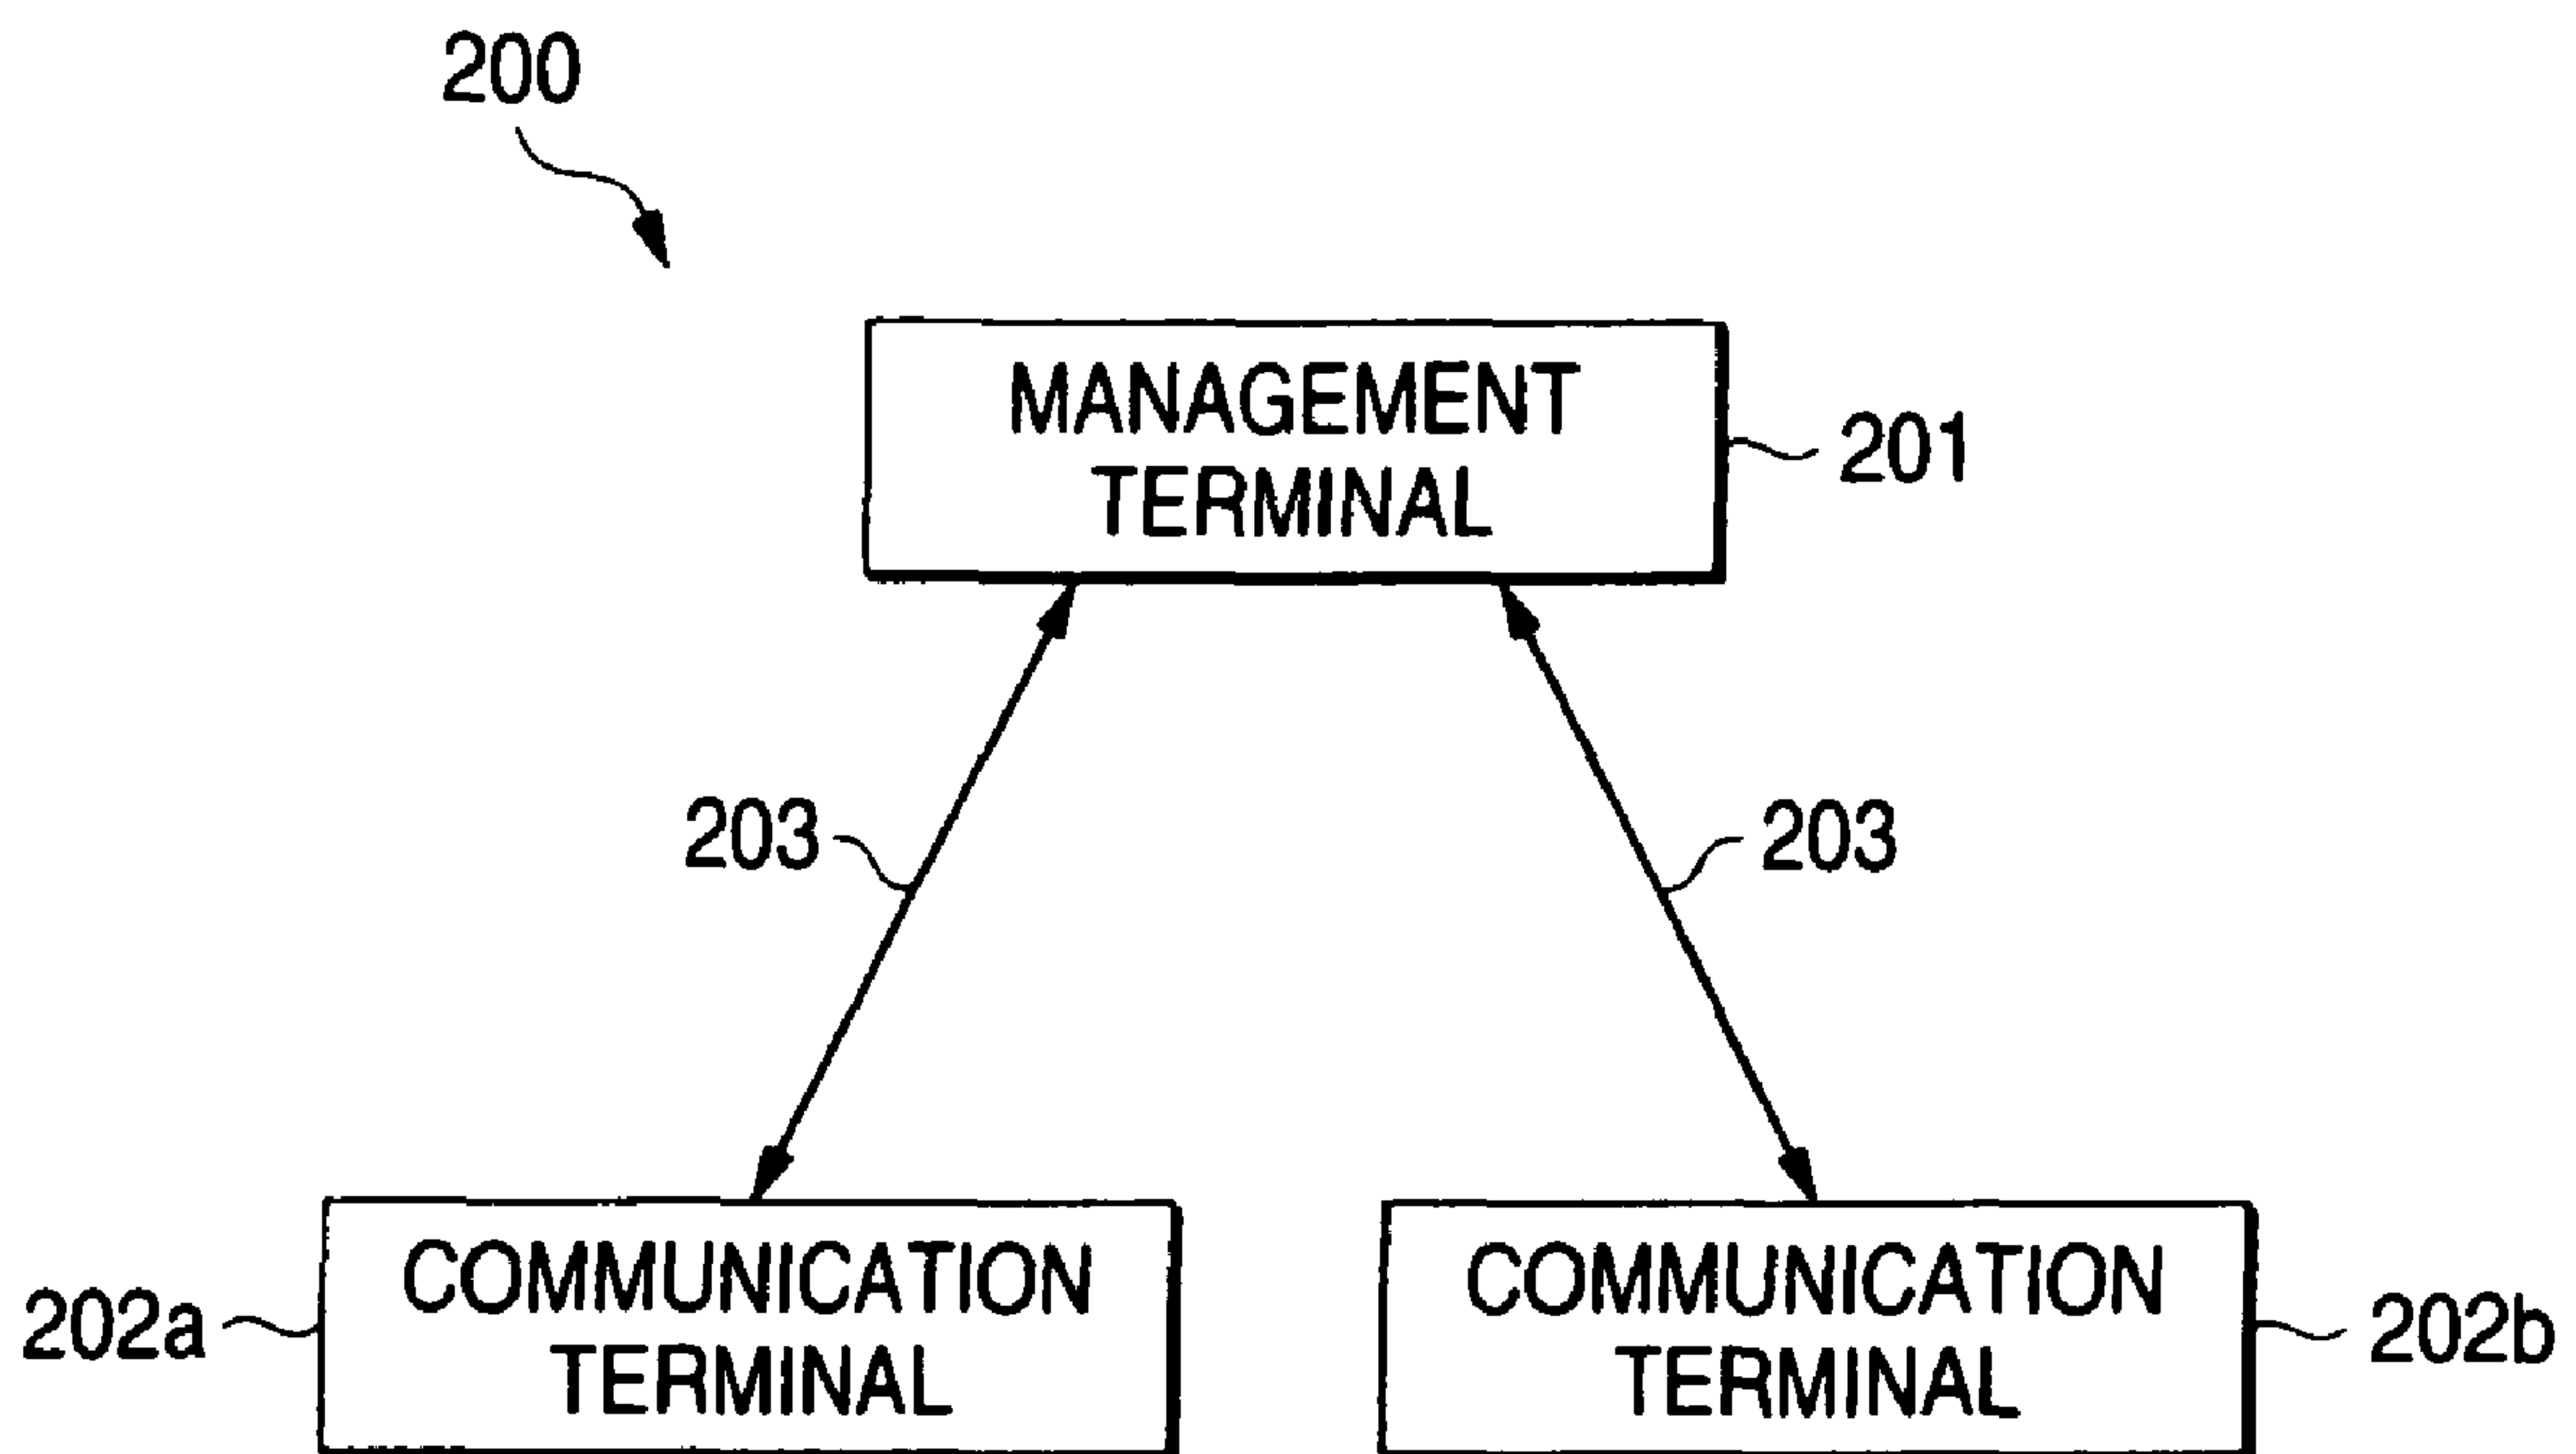 200
MANAGEMENT
TERMINAL
201
203
203
COMMUNICATION
TERMINAL
202a
COMMUNICATION
TERMINAL
202b